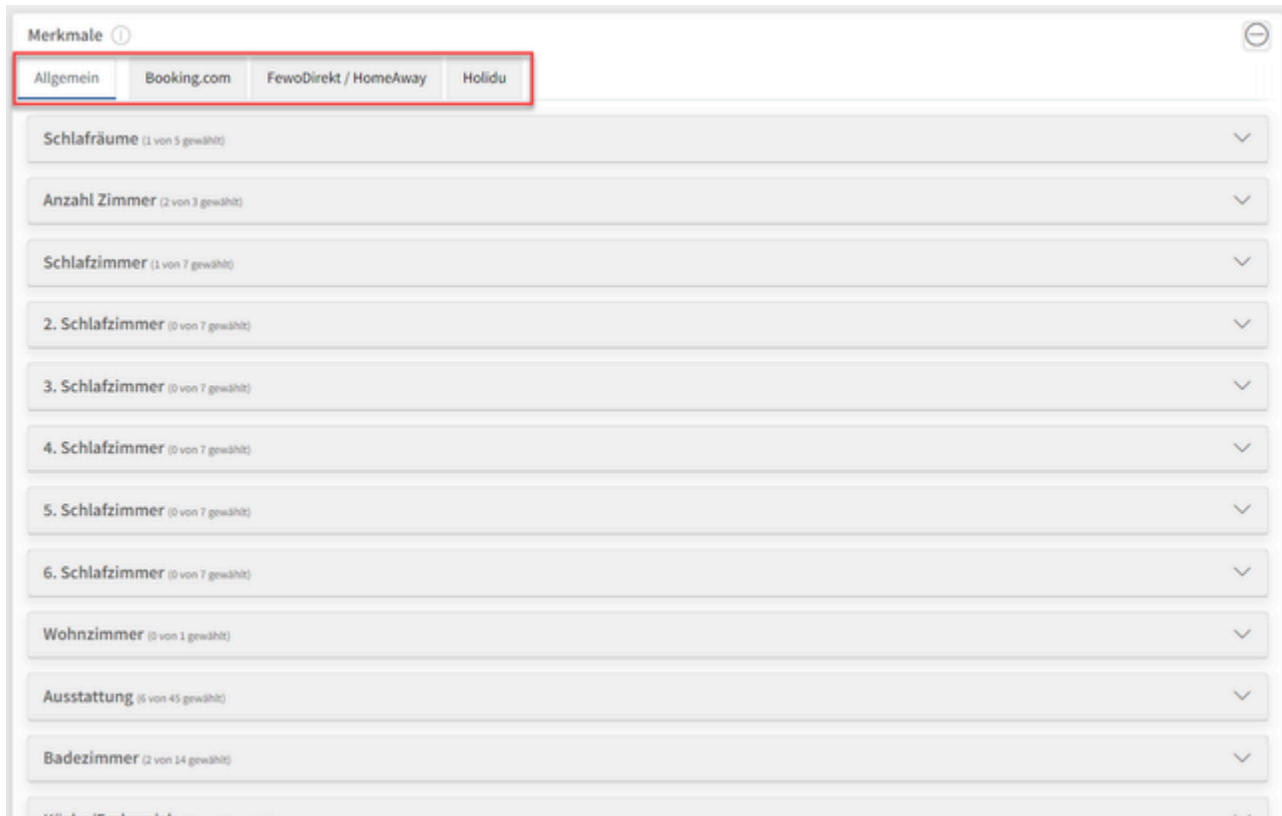 Merkmale
Allgemein Booking.com FewoDirekt / HomeAway Holidu
Schlafräume (1 von 5 gewählt)
Anzahl Zimmer (2 von 3 gewählt)
Schlafzimmer (1 von 7 gewählt)
2. Schlafzimmer (0 von 7 gewählt)
3. Schlafzimmer (0 von 7 gewählt)
4. Schlafzimmer (0 von 7 gewählt)
5. Schlafzimmer (0 von 7 gewählt)
6. Schlafzimmer (0 von 7 gewählt)
Wohnzimmer (0 von 1 gewählt)
Ausstattung (6 von 45 gewählt)
Badezimmer (2 von 14 gewählt)